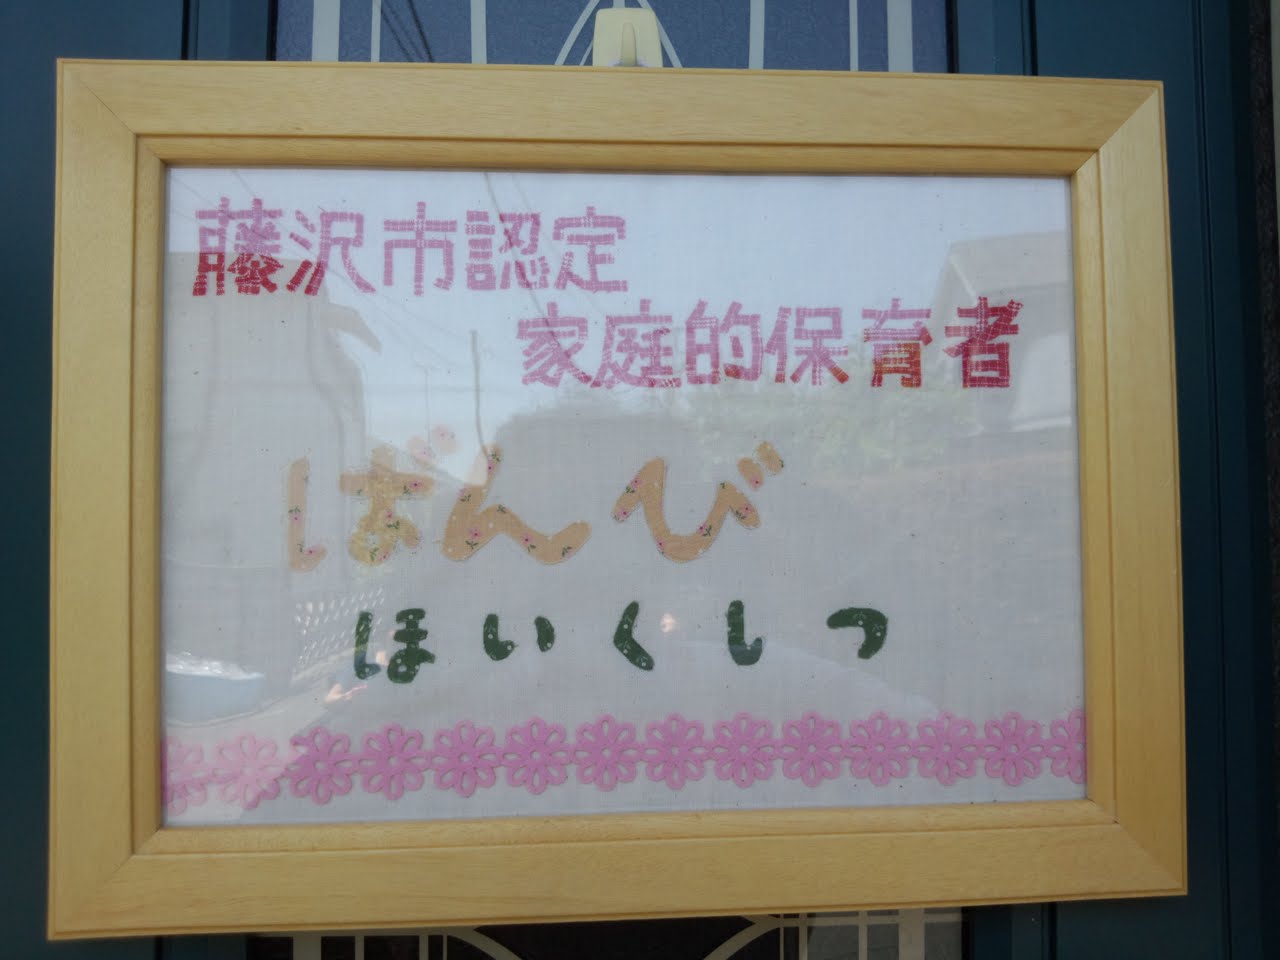 藤沢市認定
家庭的保育者
ばんび
ほいくしつ